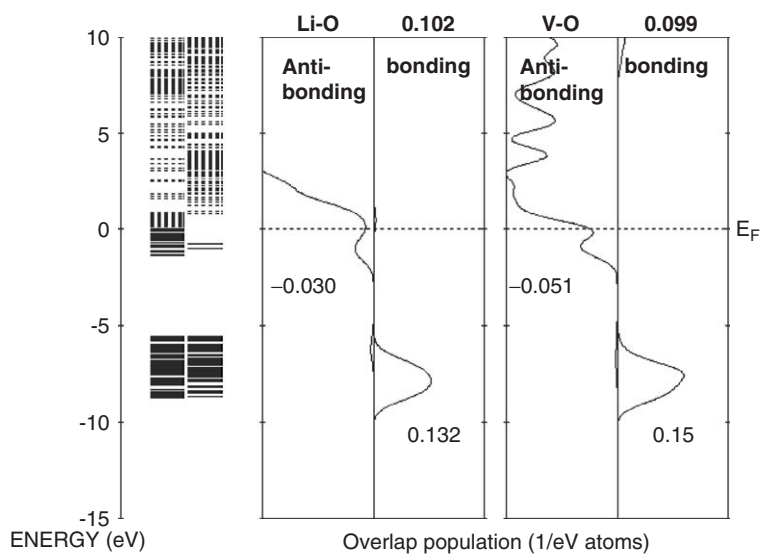 Li-O 0.102 V-O 0.099
10
Anti-bonding bonding Anti-bonding bonding
5
0 E_F
−0.030 −0.051
-5
-10
0.132 0.15
-15
ENERGY (eV) Overlap population (1/eV atoms)